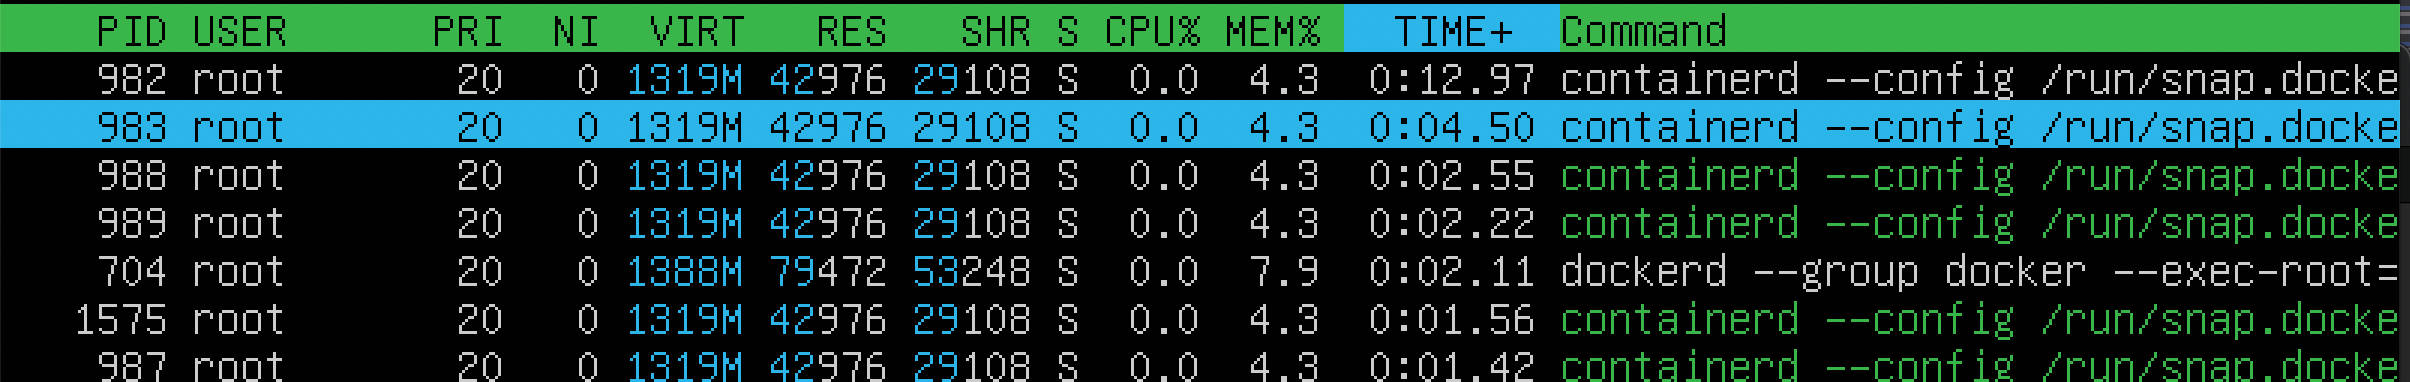 PID USER PRI NI VIRT RES SHR S CPU% MEM% TIME+ Command
982 root 20 0 1319M 42976 29108 S 0.0 4.3 0:12.97 containerd --config /run/snap.docke
983 root 20 0 1319M 42976 29108 S 0.0 4.3 0:04.50 containerd --config /run/snap.docke
988 root 20 0 1319M 42976 29108 S 0.0 4.3 0:02.55 containerd --config /run/snap.docke
989 root 20 0 1319M 42976 29108 S 0.0 4.3 0:02.22 containerd --config /run/snap.docke
704 root 20 0 1388M 79472 53248 S 0.0 7.9 0:02.11 dockerd --group docker --exec-root=
1575 root 20 0 1319M 42976 29108 S 0.0 4.3 0:01.56 containerd --config /run/snap.docke
987 root 20 0 1319M 42976 29108 S 0.0 4.3 0:01.42 containerd --config /run/snap.docke